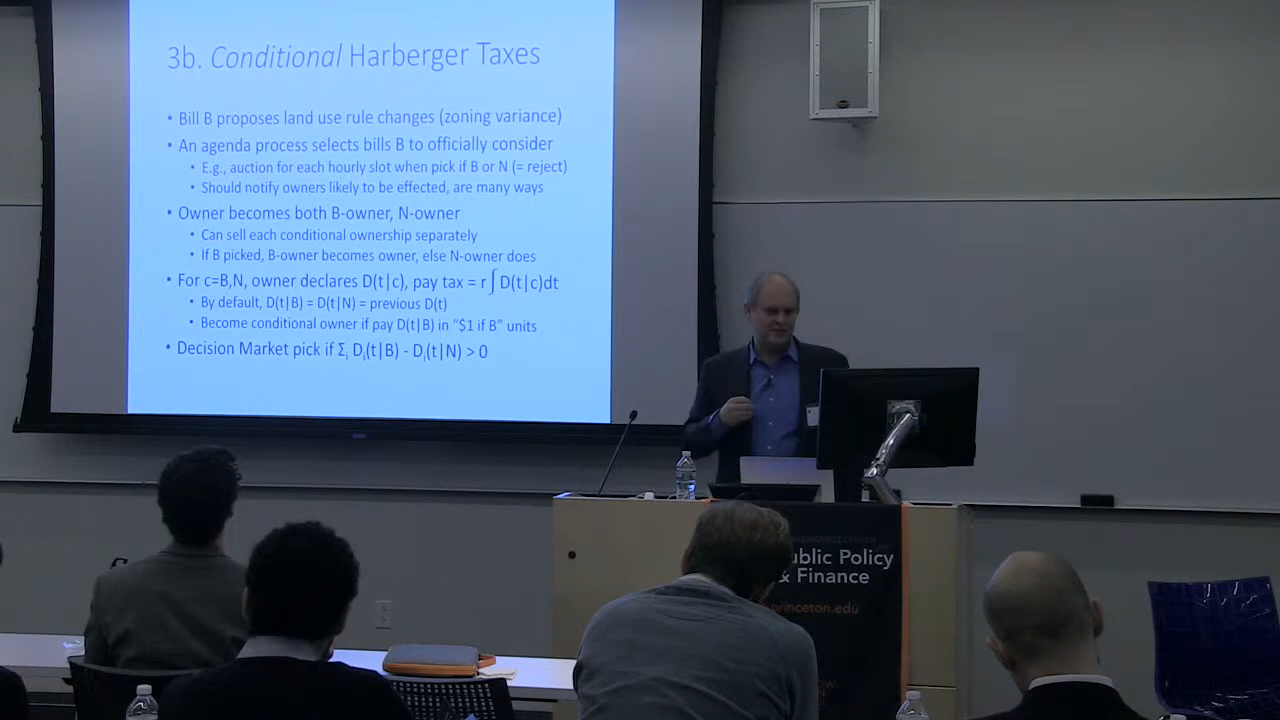 3b. Conditional Harberger Taxes
• Bill B proposes land use rule changes (zoning variance)
• An agenda process selects bills B to officially consider
• E.g., auction for each hourly slot when pick if B or N (= reject)
• Should notify owners likely to be effected, are many ways
• Owner becomes both B-owner, N-owner
• Can sell each conditional ownership separately
• If B picked, B-owner becomes owner, else N-owner does
• For c=B,N, owner declares D(t|c), pay tax = r∫ D(t|c)dt
• By default, D(t|B) = D(t|N) = previous D(t)
• Become conditional owner if pay D(t|B) in "$1 if B" units
• Decision Market pick if Σᵢ Dᵢ(t|B) - Dᵢ(t|N) > 0
ublic Policy
& Finance
princeton.edu